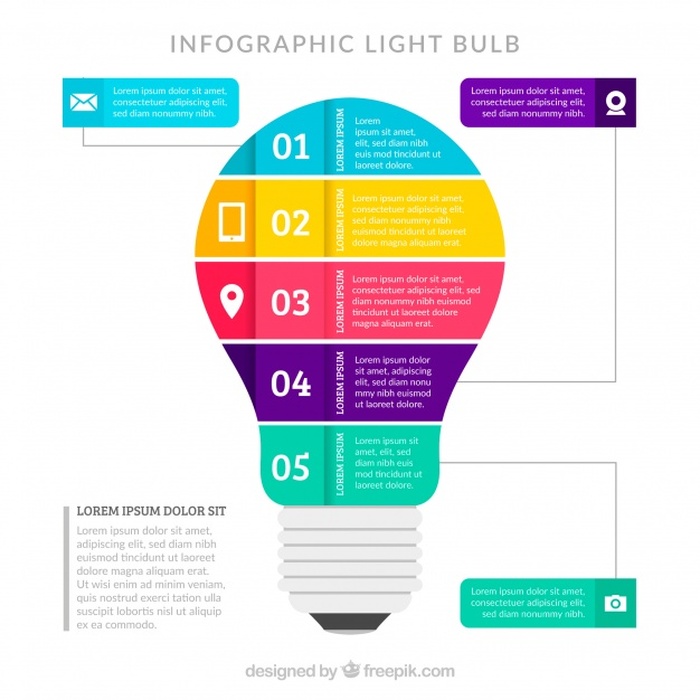 INFOGRAPHIC LIGHT BULB
Lorem ipsum dolor sit amet,
consectetuer adipiscing elit,
sed diam nonummy nibh.
Lorem ipsum dolor sit amet,
consectetuer adipiscing elit,
sed diam nonummy nibh.
01
LOREM IPSUM
Lorem
ipsum sit amet,
elit, sed diam nibh
euis mod tincidunt ut
laoreet dolore.
02
LOREM IPSUM
Lorem ipsum dolor sit amet,
consectetuer adipiscing elit,
sed diam nonummy nibh
euismod tincidunt ut laoreet
dolore magna aliquam erat.
03
LOREM IPSUM
Lorem ipsum dolor sit amet,
consectetuer adipiscing elit,
sed diam nonummy nibh euismod
tincidunt ut laoreet dolore
magna aliquam erat.
04
LOREM IPSUM
Lorem ipsum dolor
sit amet, adipiscing
elit, sed diam nonu
my nibh euismod
tincidunt ut laoreet
dolore.
05
LOREM IPSUM
Lorem ipsum dolor
amet, elit, sed
diam nibh euis
mod tincidunt ut
laoreet dolore.
LOREM IPSUM DOLOR SIT
Lorem ipsum dolor sit amet,
adipiscing elit, sed diam nibh
euismod tincidunt ut laoreet
dolore magna aliquam erat.
Ut wisi enim ad minim veniam,
quis nostrud exerci tation
ullamcorper suscipit lobortis
nisl ut aliquip ex ea
commodo.
Lorem ipsum dolor sit amet,
consectetuer adipiscing elit,
sed diam nonummy nibh.
designed by freepik.com